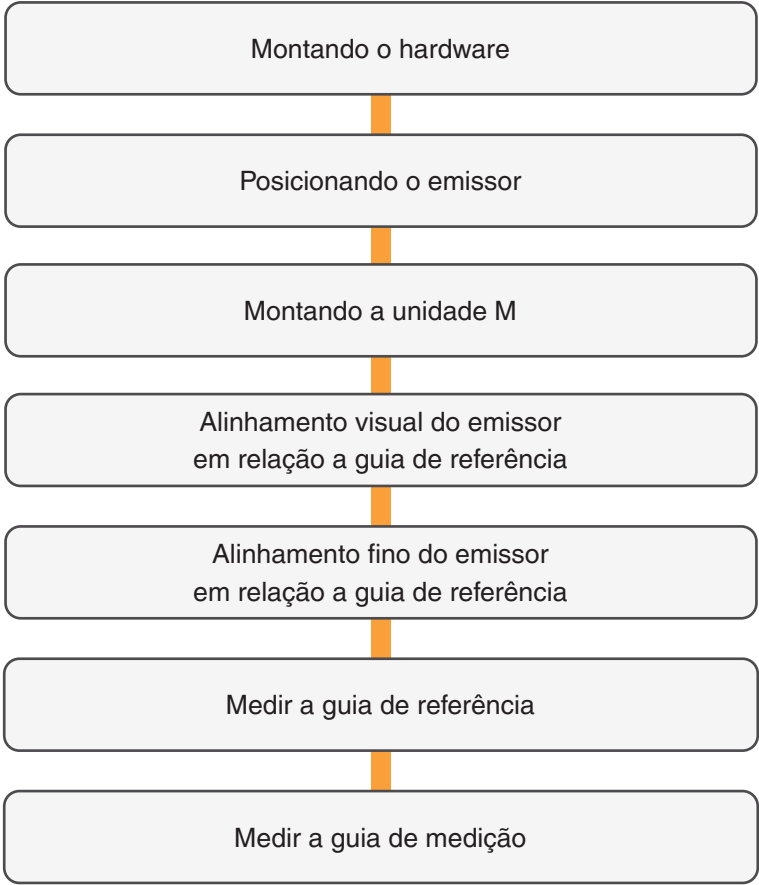 Montando o hardware
Posicionando o emissor
Montando a unidade M
Alinhamento visual do emissor
em relação a guia de referência
Alinhamento fino do emissor
em relação a guia de referência
Medir a guia de referência
Medir a guia de medição